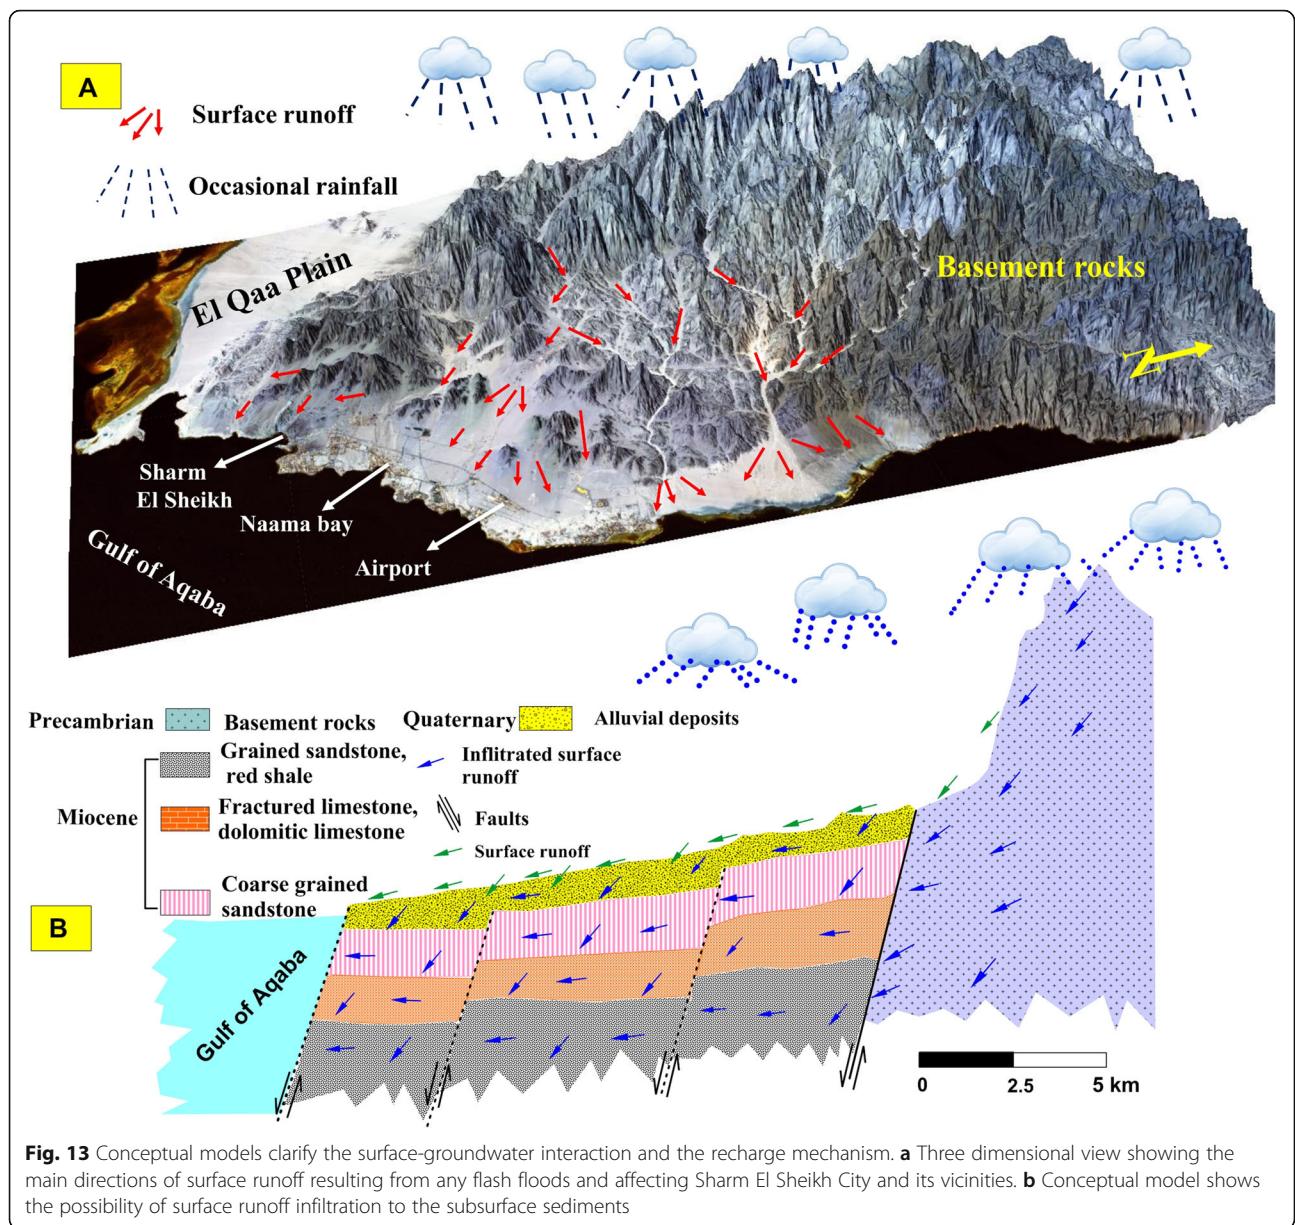 A
Surface runoff
Occasional rainfall
El Qaa Plain
Basement rocks
N
Sharm
El Sheikh
Naama bay
Airport
Gulf of Aqaba
Precambrian
Basement rocks
Quaternary
Alluvial deposits
Miocene
Grained sandstone,
red shale
Inflitrated surface
runoff
Fractured limestone,
dolomitic limestone
Faults
Surface runoff
Coarse grained
sandstone
B
Gulf of Aqaba
0
2.5
5 km
Fig. 13 Conceptual models clarify the surface-groundwater interaction and the recharge mechanism. a Three dimensional view showing the
main directions of surface runoff resulting from any flash floods and affecting Sharm El Sheikh City and its vicinities. b Conceptual model shows
the possibility of surface runoff infiltration to the subsurface sediments